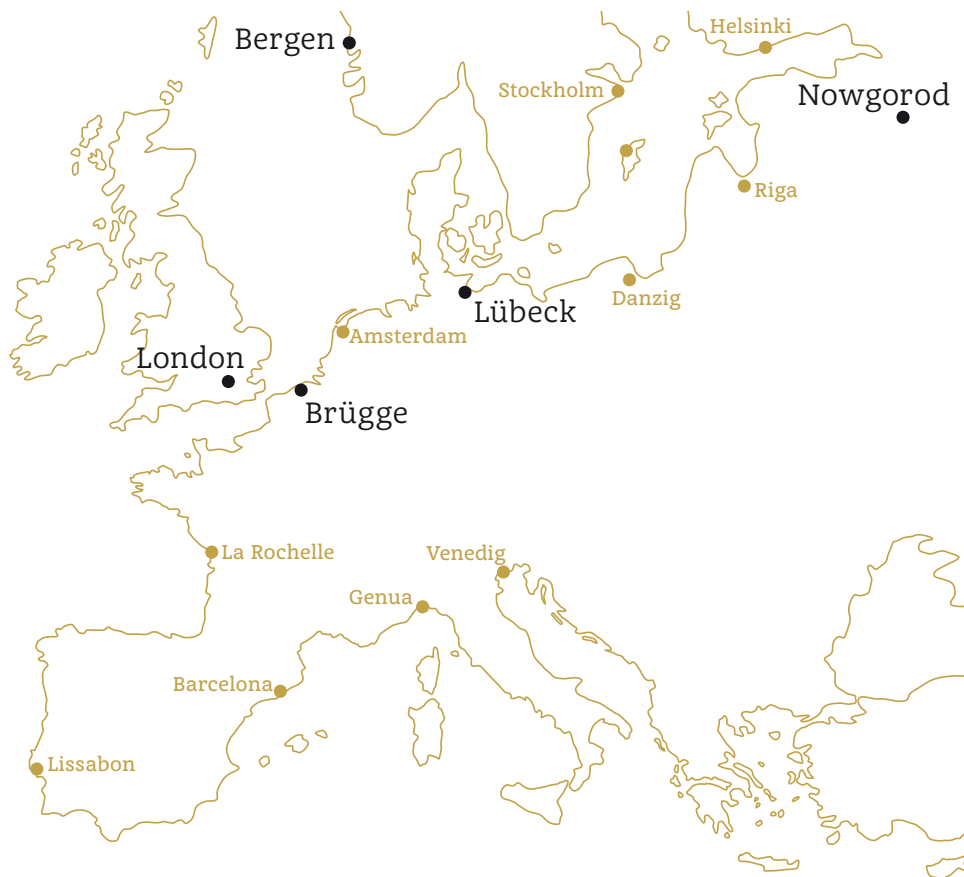 Helsinki
Bergen
Stockholm
Nowgorod
Riga
Danzig
Lübeck
Amsterdam
London
Brügge
La Rochelle
Venedig
Genua
Barcelona
Lissabon